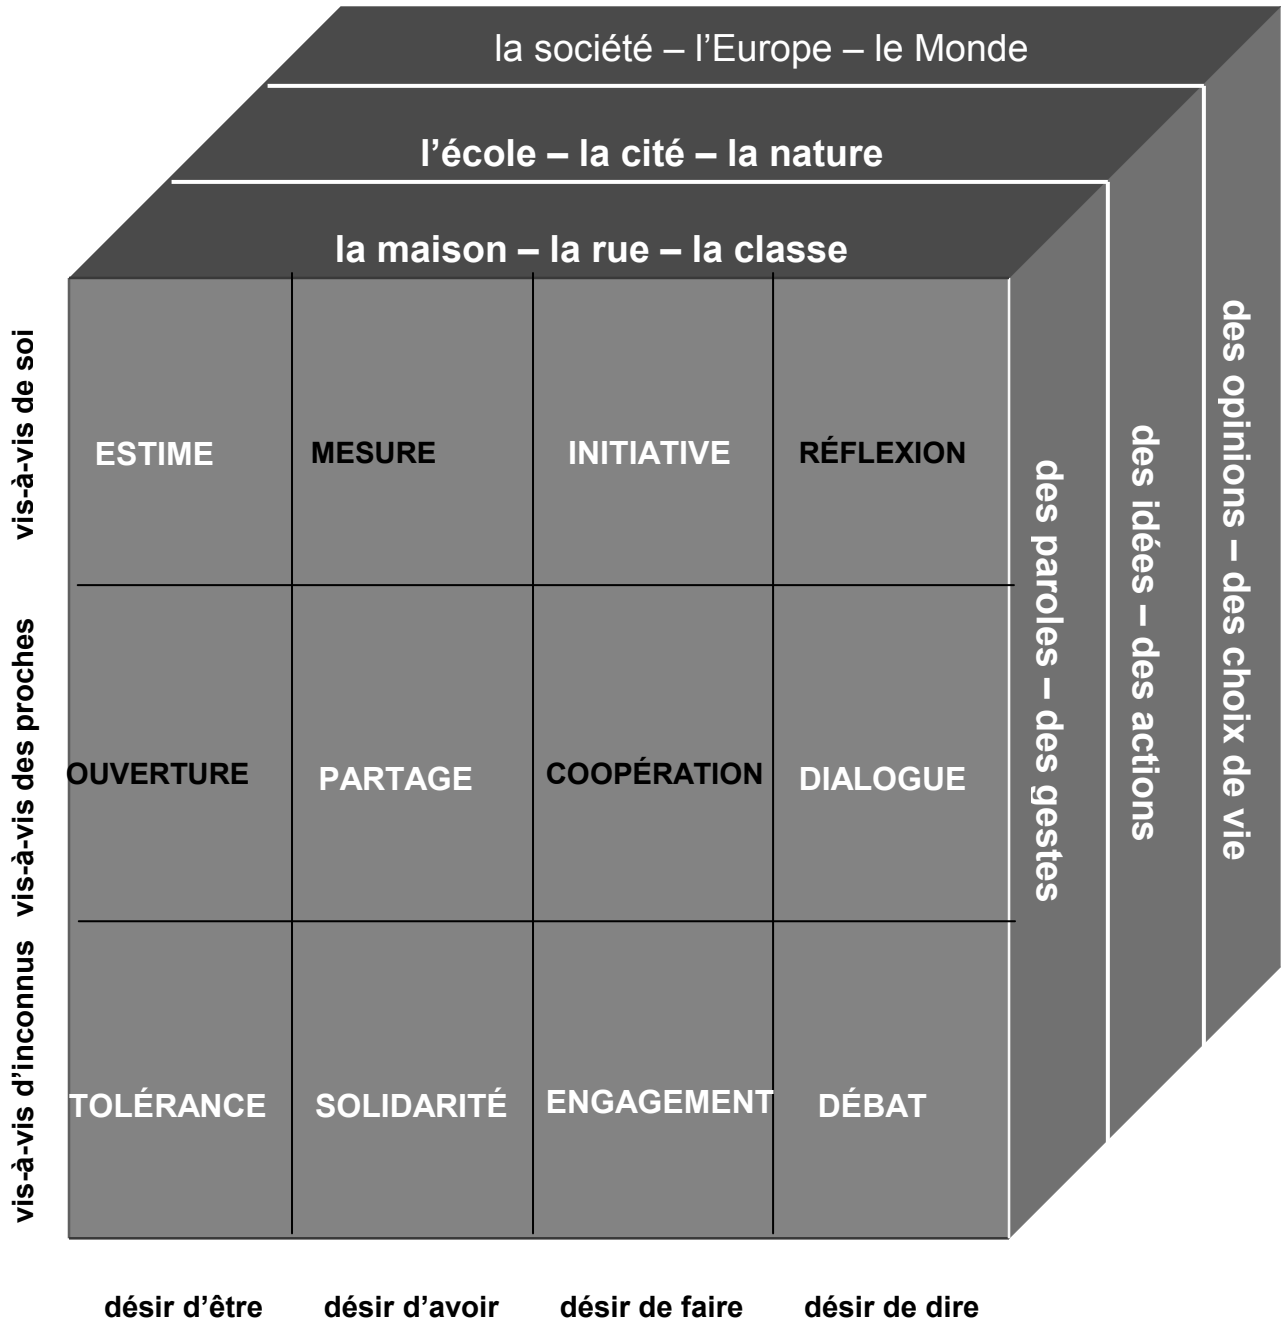 la société – l’Europe – le Monde
l’école – la cité – la nature
la maison – la rue – la classe
vis-à-vis de soi
ESTIME
MESURE
INITIATIVE
RÉFLEXION
vis-à-vis des proches
OUVERTURE
PARTAGE
COOPÉRATION
DIALOGUE
vis-à-vis d’inconnus
TOLÉRANCE
SOLIDARITÉ
ENGAGEMENT
DÉBAT
des paroles – des gestes
des idées – des actions
des opinions – des choix de vie
désir d’être
désir d’avoir
désir de faire
désir de dire